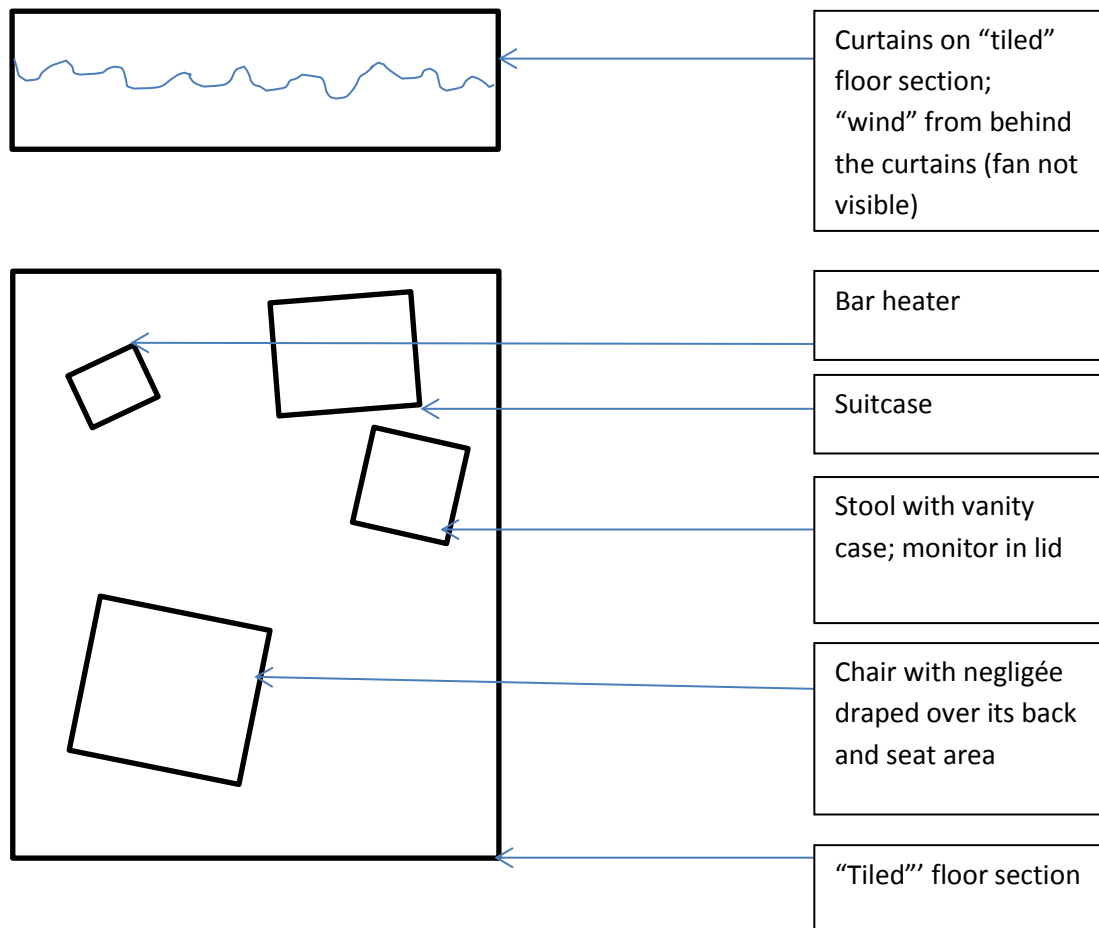 Curtains on “tiled”
floor section;
“wind” from behind
the curtains (fan not
visible)
Bar heater
Suitcase
Stool with vanity
case; monitor in lid
Chair with negligée
draped over its back
and seat area
“Tiled”’ floor section